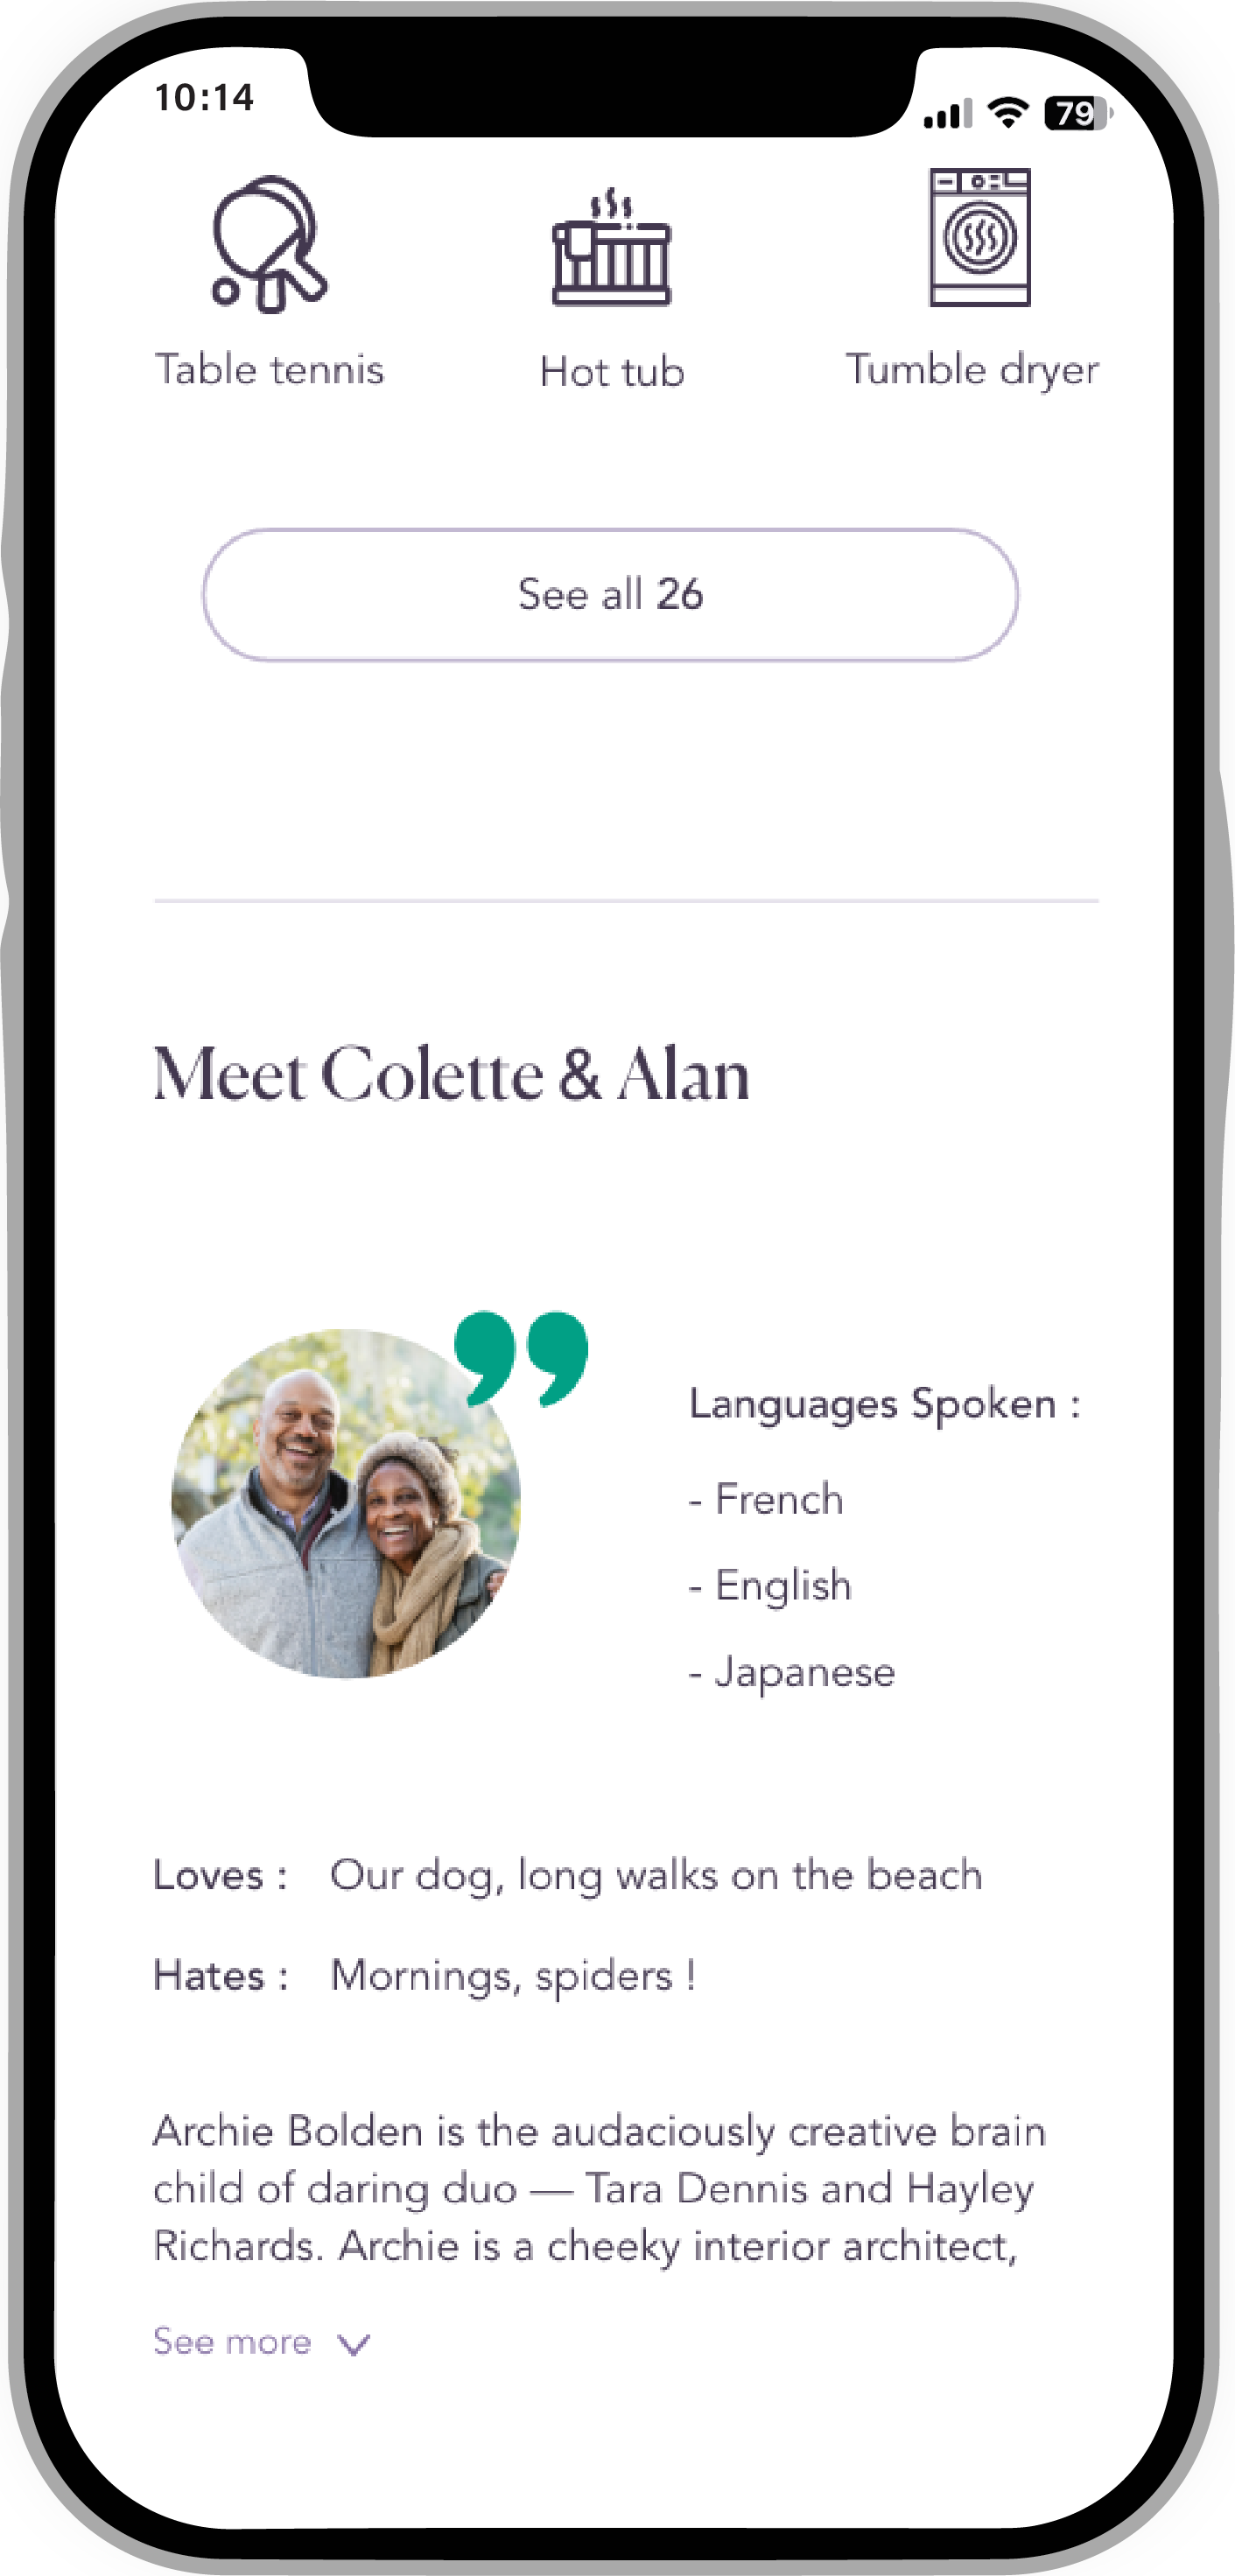 10:14
79
Table tennis
Hot tub
Tumble dryer
See all 26
Meet Colette & Alan
Languages Spoken :
- French
- English
- Japanese
Loves : Our dog, long walks on the beach
Hates : Mornings, spiders !
Archie Bolden is the audaciously creative brain
child of daring duo — Tara Dennis and Hayley
Richards. Archie is a cheeky interior architect,
See more